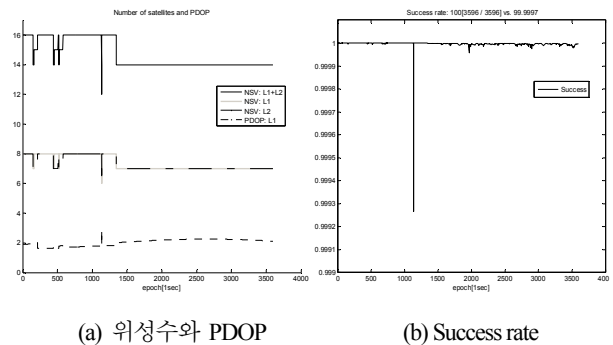 Number of satellites and PDOP
16
14
12
10
8
6
4
2
0
0 500 1000 1500 2000 2500 3000 3500 4000
epoch[1sec]
NSV: L1+L2
NSV: L1
NSV: L2
PDOP: L1
Success rate: 100[3596 / 3596] vs. 99.9997
1
0.9999
0.9998
0.9997
0.9996
0.9995
0.9994
0.9993
0.9992
0.9991
0.999
0 500 1000 1500 2000 2500 3000 3500 4000
epoch[1sec]
Success
(a) 위성수와 PDOP
(b) Success rate